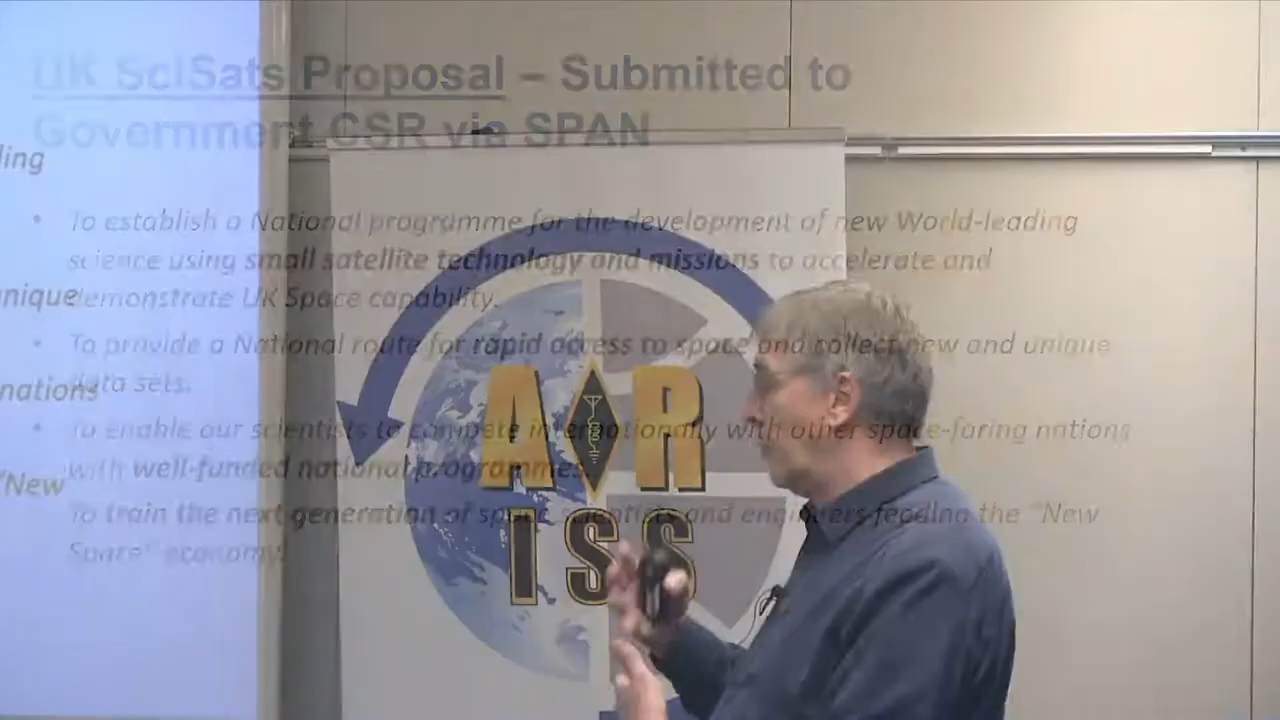 UK SciSats Proposal – Submitted to
Government CSR via SPAN
ding
• To establish a National programme for the development of new World-leading
science using small satellite technology and missions to accelerate and
unique
demonstrate UK Space capability.
• To provide a National route for rapid access to space and collect new and unique
nations
data sets.
• To enable our scientists to compete internationally with other space-faring nations
with well-funded national programmes.
"New
To train the next generation of space scientists and engineers feeding the "New
Space" economy.
A R
ISS